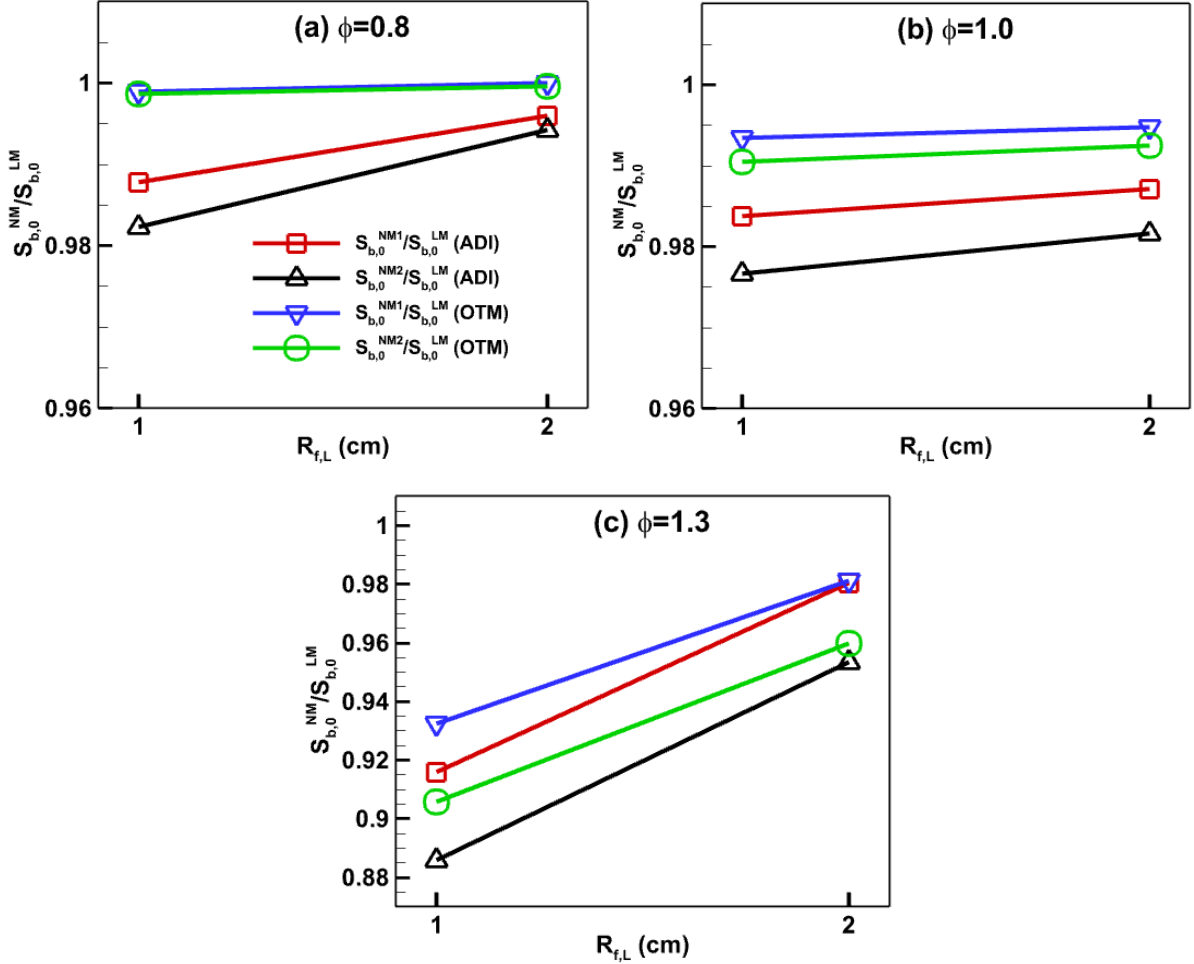 (a) ϕ=0.8
S_b,0^NM/S_b,0^LM
1
0.98
0.96
S_b,0^NM1/S_b,0^LM (ADI)
S_b,0^NM2/S_b,0^LM (ADI)
S_b,0^NM1/S_b,0^LM (OTM)
S_b,0^NM2/S_b,0^LM (OTM)
1
2
R_f,L (cm)
(b) ϕ=1.0
S_b,0^NM/S_b,0^LM
1
0.98
0.96
1
2
R_f,L (cm)
(c) ϕ=1.3
S_b,0^NM/S_b,0^LM
1
0.98
0.96
0.94
0.92
0.9
0.88
1
2
R_f,L (cm)